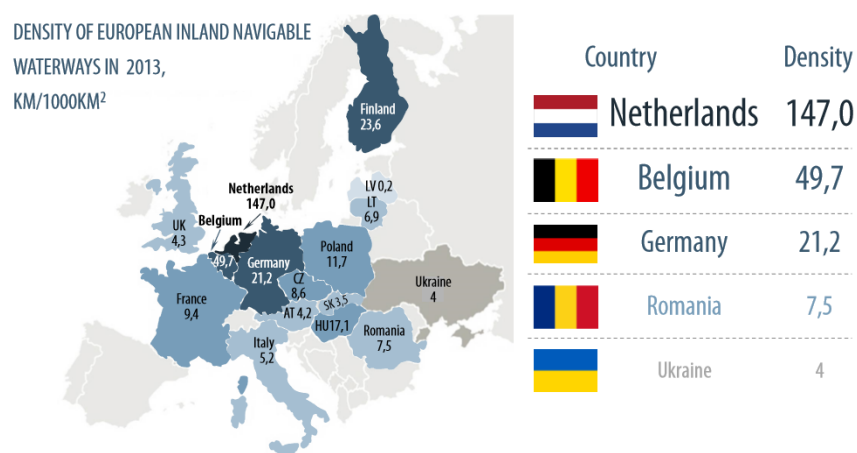 DENSITY OF EUROPEAN INLAND NAVIGABLE
WATERWAYS IN 2013,
KM/1000KM²
Finland
23,6
LV 0,2
LT
6,9
Netherlands
147,0
Belgium
49,7
UK
4,3
Germany
21,2
Poland
11,7
CZ
8,6
Ukraine
4
France
9,4
SK 3,5
AT 4,2
HU17,1
Romania
7,5
Italy
5,2
Country Density
Netherlands 147,0
Belgium 49,7
Germany 21,2
Romania 7,5
Ukraine 4